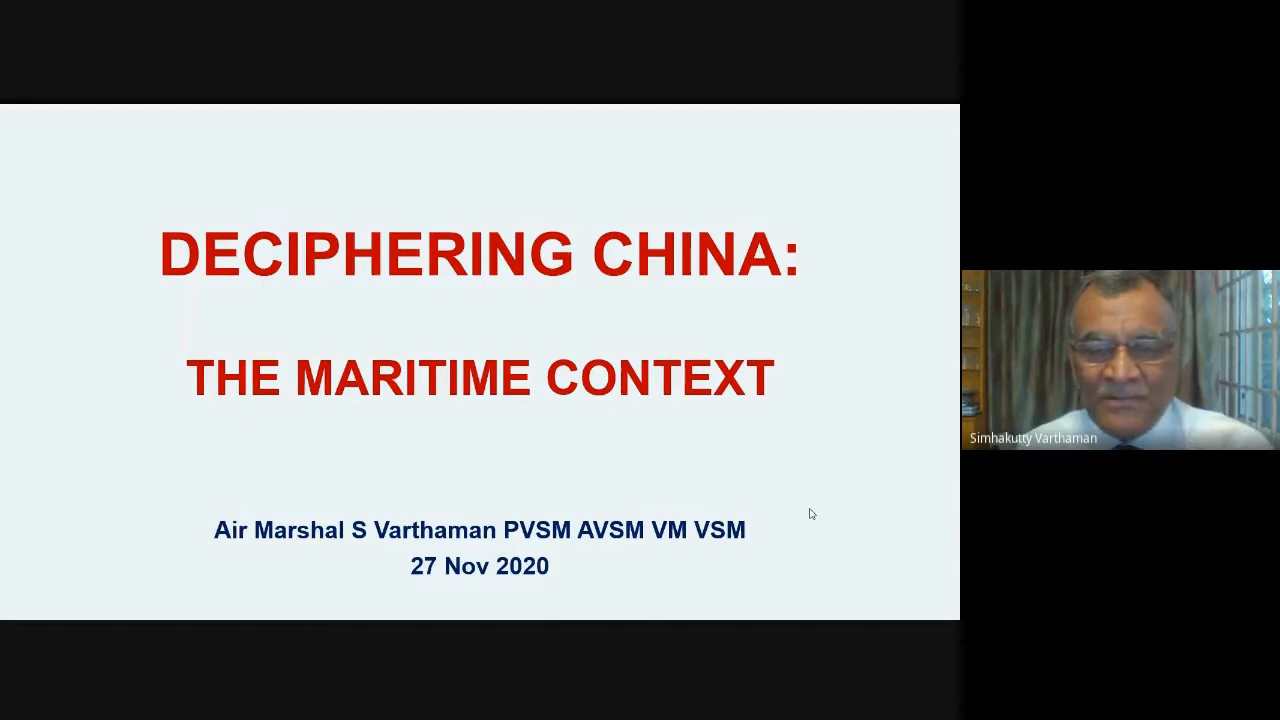 DECIPHERING CHINA:
THE MARITIME CONTEXT
Air Marshal S Varthaman PVSM AVSM VM VSM
27 Nov 2020
Simhakutty Varthaman